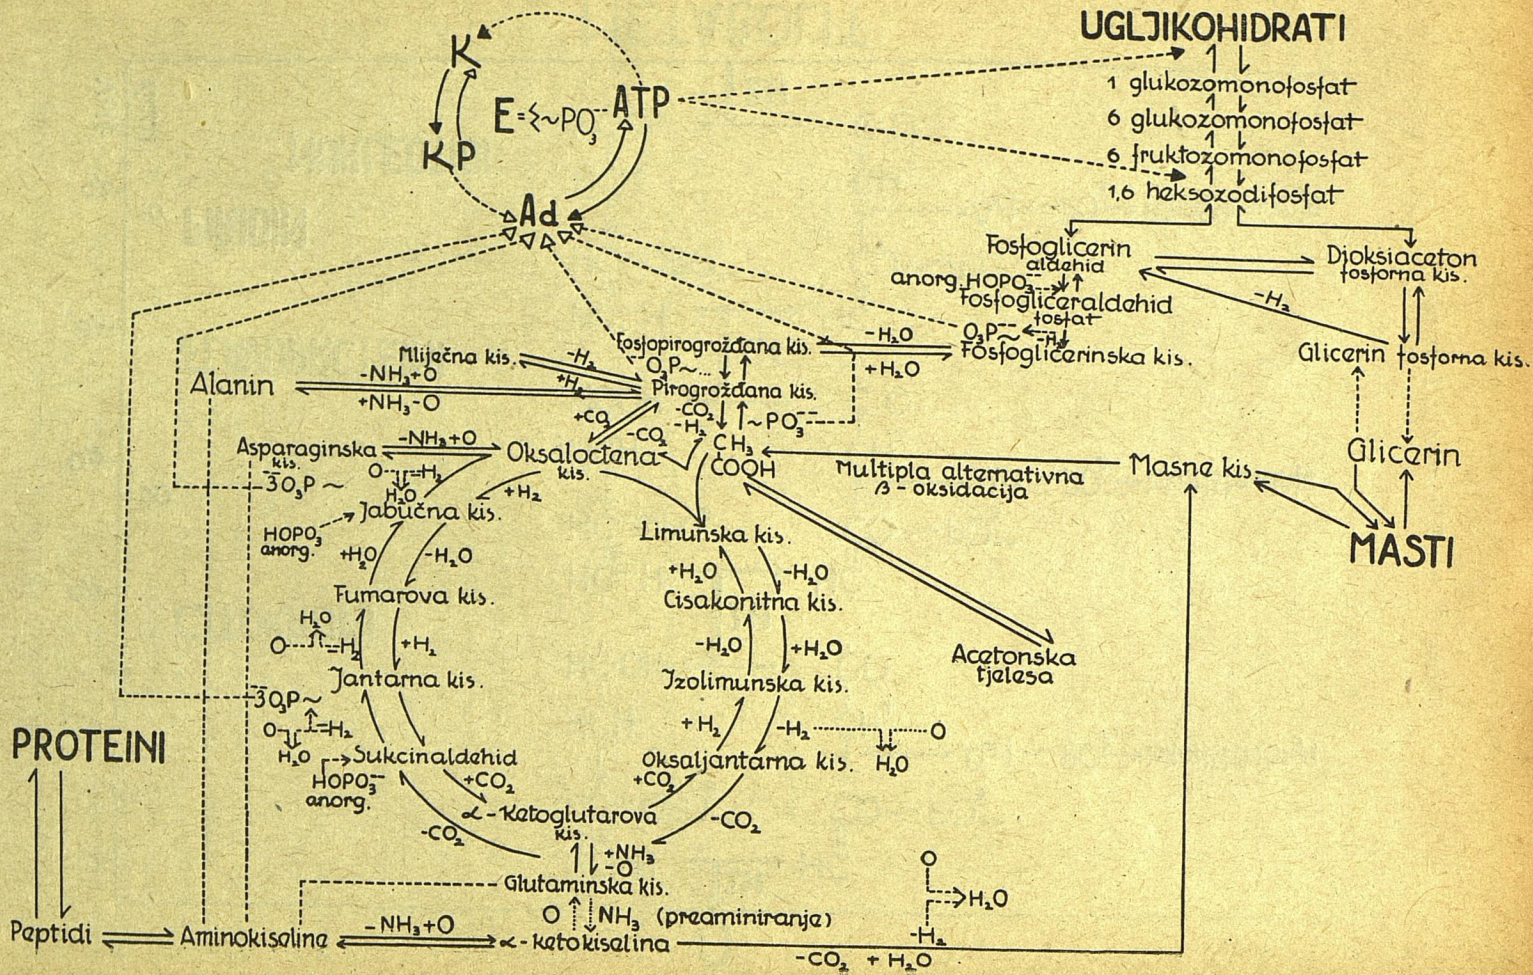 UGLJIKOHIDRATI
1 glukozomonofosfat
6 glukozomonofosfat
6 fruktozomonofosfat
1,6 heksozodifosfat
K
E=~PO₃⁻⁻ ATP
KP
Ad
Fosfoglicerin
aldehid
Dioksiaceton
fosforna kis.
anorg. HOPO₃⁻⁻
Fosfogliceraldehid
fosfat
-H₂
O₃P⁻⁻~
-H₂
Fosfoglicerinska kis.
Glicerin fosforna kis.
-H₂O
+H₂O
Fosfopirogrožđana kis.
O₃P~...
Mliječna kis.
-H₂
+H₂
Alanin
-NH₃+O
+NH₃-O
Pirogrožđana kis.
+CO₂
-CO₂
-CO₂
-H₂
~PO₃⁻⁻
CH₃
COOH
Asparaginska
kis.
-NH₃+O
Oksaloctena
kis.
Multipla alternativna
β-oksidacija
Masne kis.
Glicerin
MASTI
O
=H₂
H₂O
¯3O₃P~
+H₂
Jabučna kis.
HOPO₃
anorg.
Limunska kis.
+H₂O
-H₂O
+H₂O
-H₂O
Fumarova kis.
Cisakonitna kis.
H₂O
O
=H₂
+H₂
-H₂O
+H₂O
Acetonska
tjelesa
Jantarna kis.
Izolimunska kis.
¯3O₃P~
O
=H₂
H₂O
+H₂
-H₂
O
H₂O
PROTEINI
Sukcinaldehid
Oksaljantarna kis.
HOPO₃⁻⁻
anorg.
+CO₂
+CO₂
α-Ketoglutarova
kis.
-CO₂
-CO₂
+NH₃
-O
Glutaminska kis.
O
NH₃ (preaminiranje)
O
H₂O
-H₂
Peptidi
Aminokiseline
-NH₃+O
α-ketokiselina
-CO₂ + H₂O